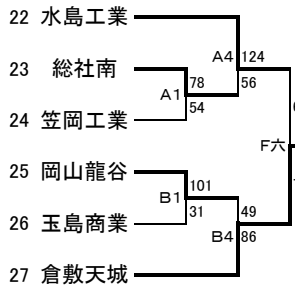 22 水島工業
A4 124
56
23 総社南
A1 78
54
24 笠岡工業
F六
25 岡山龍谷
B1 101
31
26 玉島商業
B4 49
86
27 倉敷天城